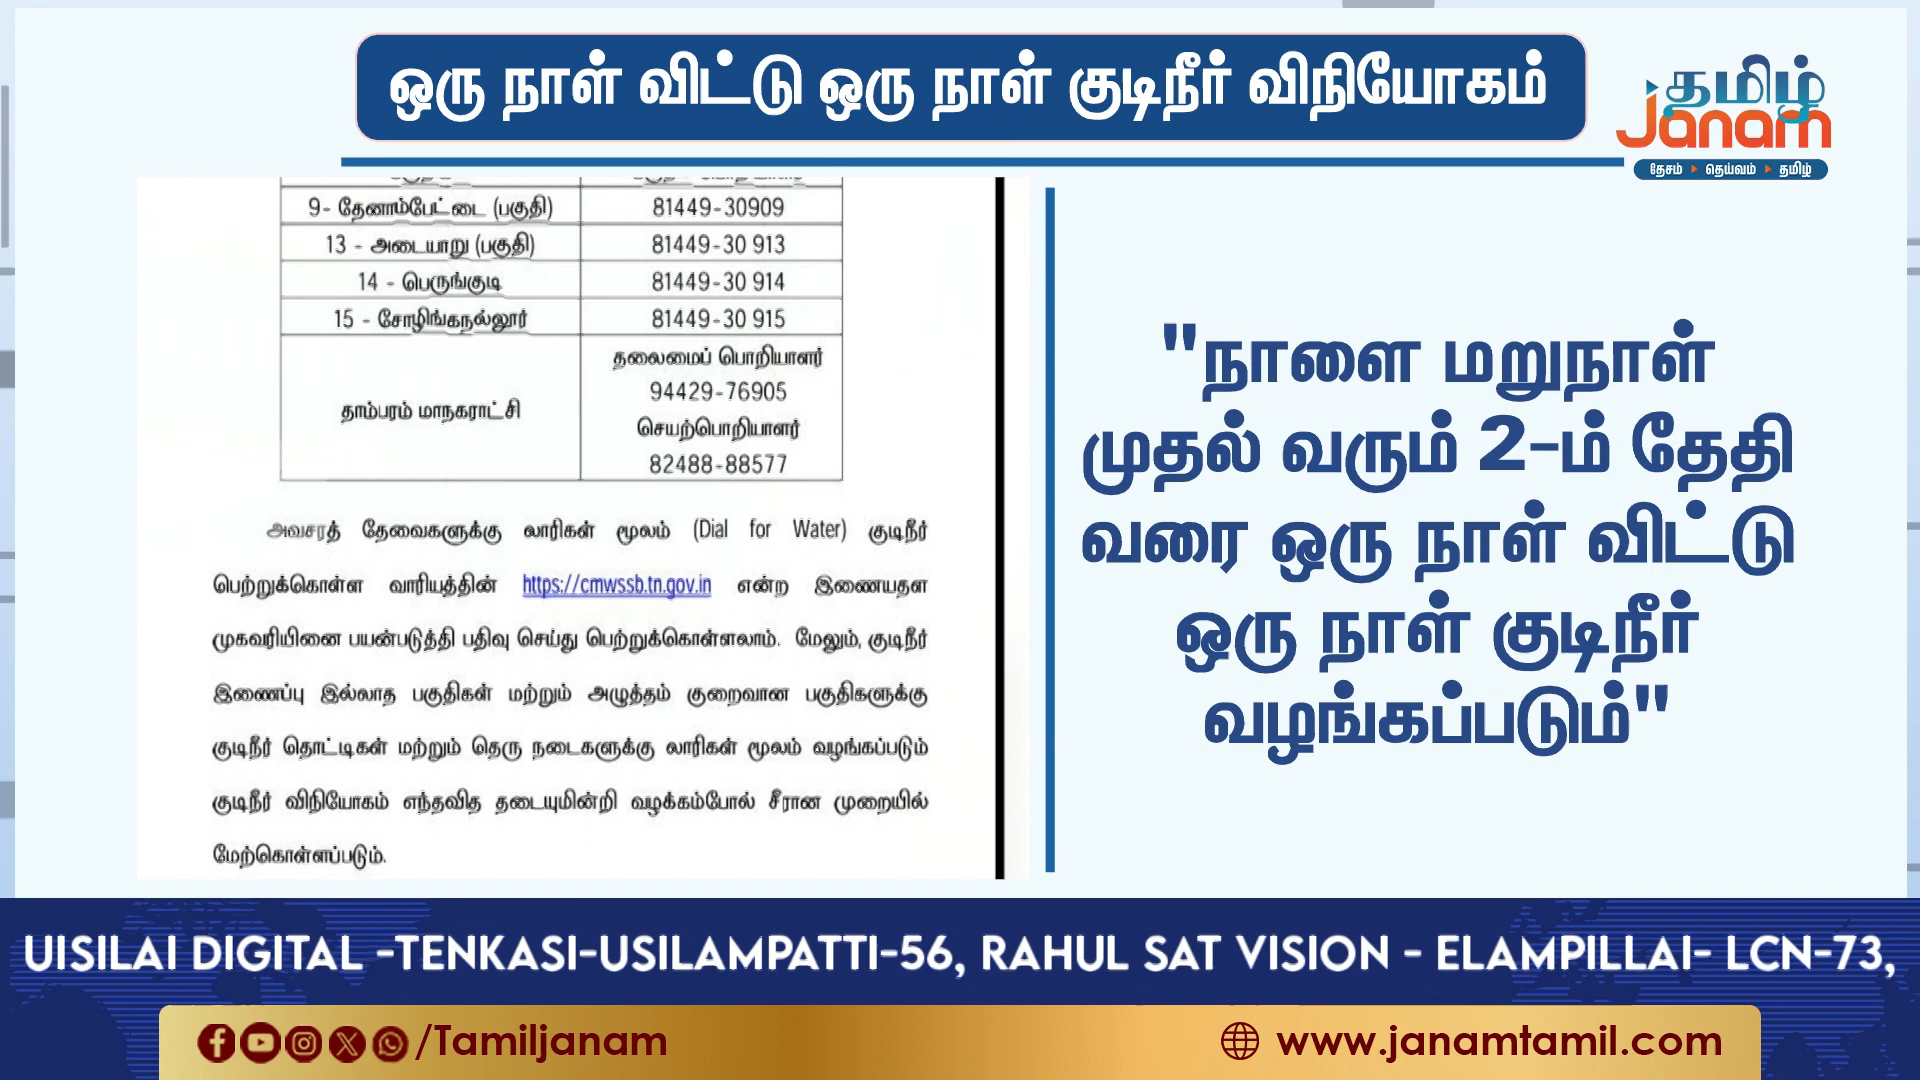 ஒரு நாள் விட்டு ஒரு நாள் குடிநீர் விநியோகம்
தமிழ்
Janam
தேசம் தெய்வம் தமிழ்
9- தேனாம்பேட்டை (பகுதி) 81449-30909
13 - அடையாறு (பகுதி) 81449-30 913
14 - பெருங்குடி 81449-30 914
15 - சோழிங்கநல்லூர் 81449-30 915
தாம்பரம் மாநகராட்சி
தலைமைப் பொறியாளர்
94429-76905
செயற்பொறியாளர்
82488-88577
அவசரத் தேவைகளுக்கு லாரிகள் மூலம் (Dial for Water) குடிநீர்
பெற்றுக்கொள்ள வாரியத்தின் https://cmwssb.tn.gov.in என்ற இணையதள
முகவரியினை பயன்படுத்தி பதிவு செய்து பெற்றுக்கொள்ளலாம். மேலும், குடிநீர்
இணைப்பு இல்லாத பகுதிகள் மற்றும் அழுத்தம் குறைவான பகுதிகளுக்கு
குடிநீர் தொட்டிகள் மற்றும் தெரு நடைகளுக்கு லாரிகள் மூலம் வழங்கப்படும்
குடிநீர் விநியோகம் எந்தவித தடையுமின்றி வழக்கம்போல் சீரான முறையில்
மேற்கொள்ளப்படும்.
"நாளை மறுநாள்
முதல் வரும் 2-ம் தேதி
வரை ஒரு நாள் விட்டு
ஒரு நாள் குடிநீர்
வழங்கப்படும்"
UISILAI DIGITAL -TENKASI-USILAMPATTI-56, RAHUL SAT VISION - ELAMPILLAI- LCN-73,
/Tamiljanam
www.janamtamil.com